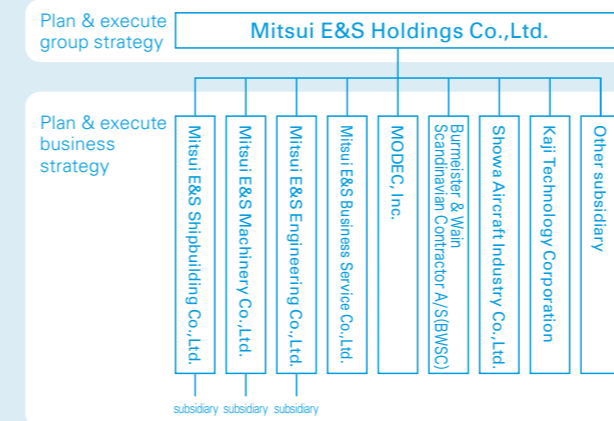 Plan & execute
group strategy
Mitsui E&S Holdings Co.,Ltd.
Plan & execute
business
strategy
Mitsui E&S Shipbuilding Co.,Ltd.
Mitsui E&S Machinery Co.,Ltd.
Mitsui E&S Engineering Co.,Ltd.
Mitsui E&S Business Service Co.,Ltd.
MODEC, Inc.
Burmeister & Wain
Scandinavian Contractor A/S(BWSC)
Showa Aircraft Industry Co.,Ltd.
Kaji Technology Corporation
Other subsidiary
subsidiary
subsidiary
subsidiary